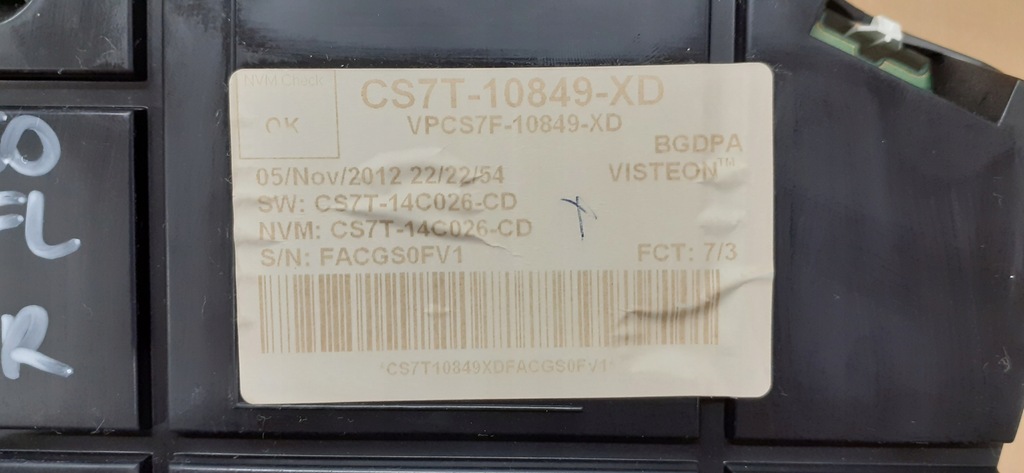 NVM Check
OK
CS7T-10849-XD
VPCS7F-10849-XD
BGDPA
05/Nov/2012 22/22/54
VISTEON™
SW: CS7T-14C026-CD
NVM: CS7T-14C026-CD
S/N: FACGS0FV1
FCT: 7/3
*CS7T10849XDFACGS0FV1*
R